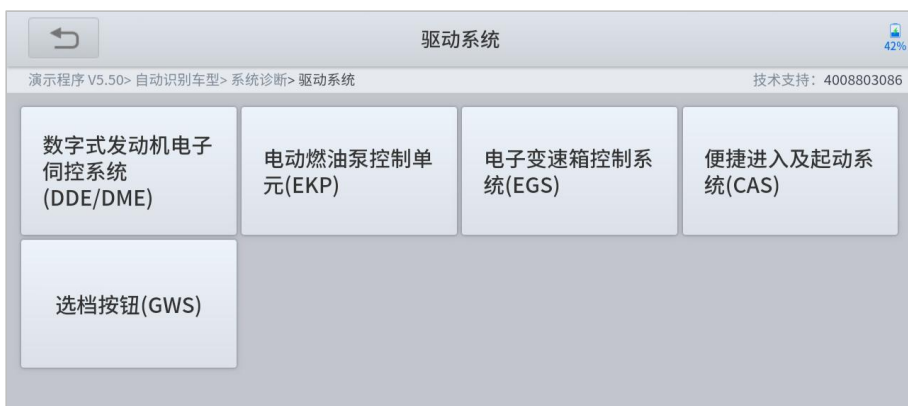 驱动系统
42%
演示程序 V5.50> 自动识别车型> 系统诊断> 驱动系统
技术支持：4008803086
数字式发动机电子
伺控系统
(DDE/DME)
电动燃油泵控制单
元(EKP)
电子变速箱控制系
统(EGS)
便捷进入及起动系
统(CAS)
选档按钮(GWS)